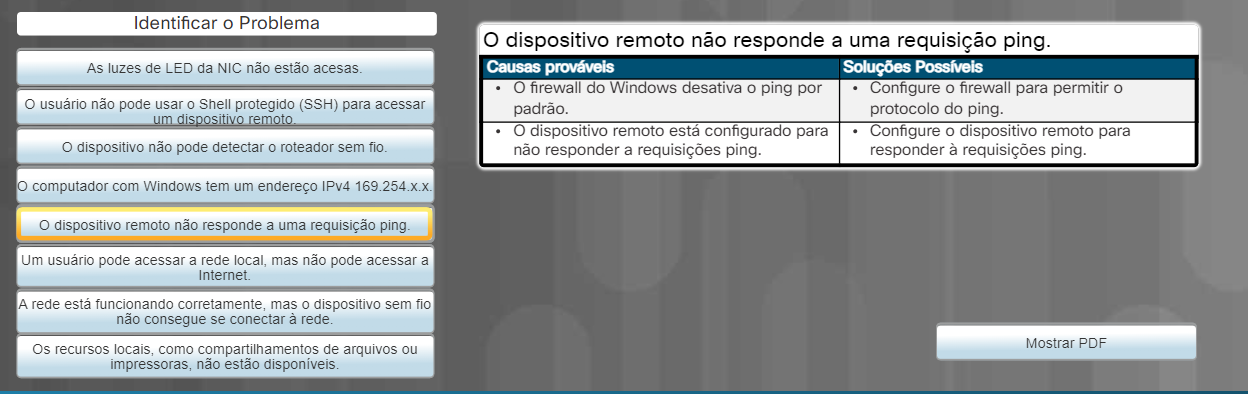 Identificar o Problema
As luzes de LED da NIC não estão acesas.
O usuário não pode usar o Shell protegido (SSH) para acessar
um dispositivo remoto.
O dispositivo não pode detectar o roteador sem fio.
O computador com Windows tem um endereço IPv4 169.254.x.x.
O dispositivo remoto não responde a uma requisição ping.
Um usuário pode acessar a rede local, mas não pode acessar a
Internet.
A rede está funcionando corretamente, mas o dispositivo sem fio
não consegue se conectar à rede.
Os recursos locais, como compartilhamentos de arquivos ou
impressoras, não estão disponíveis.
O dispositivo remoto não responde a uma requisição ping.
Causas prováveis
Soluções Possíveis
• O firewall do Windows desativa o ping por
padrão.
• Configure o firewall para permitir o
protocolo do ping.
• O dispositivo remoto está configurado para
não responder a requisições ping.
• Configure o dispositivo remoto para
responder à requisições ping.
Mostrar PDF